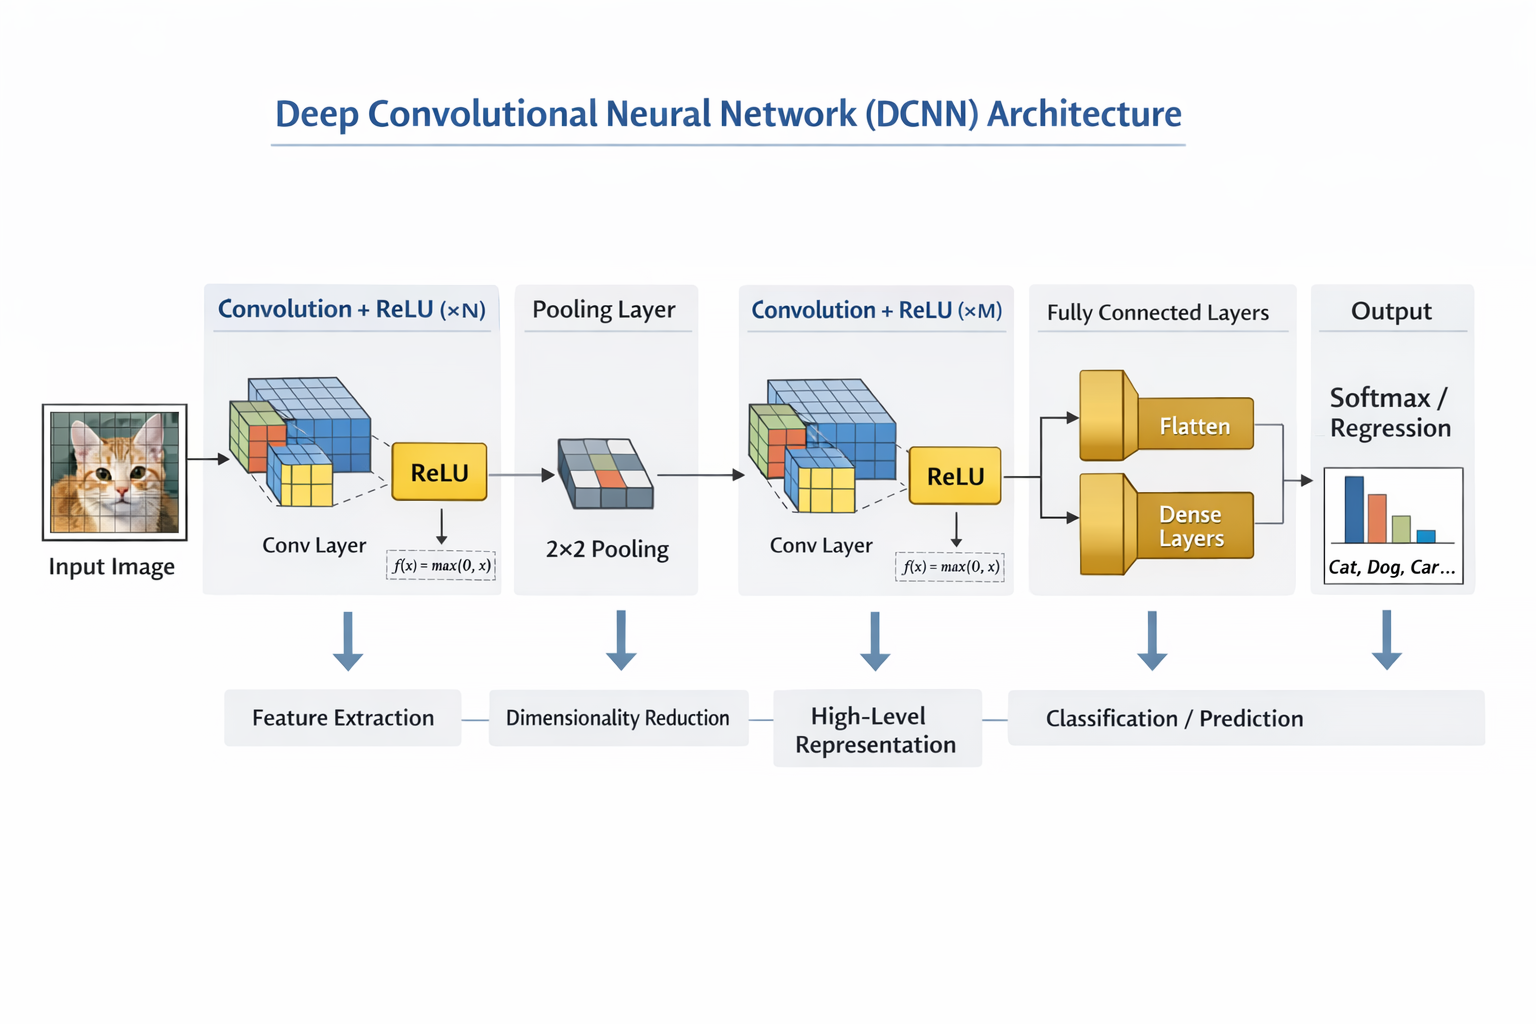 Deep Convolutional Neural Network (DCNN) Architecture
Convolution + ReLU (×N)
Pooling Layer
Convolution + ReLU (×M)
Fully Connected Layers
Output
Input Image
Conv Layer
ReLU
f(x) = max(0, x)
2×2 Pooling
Conv Layer
ReLU
f(x) = max(0, x)
Flatten
Dense
Layers
Softmax /
Regression
Cat, Dog, Car...
Feature Extraction
Dimensionality Reduction
High-Level
Representation
Classification / Prediction